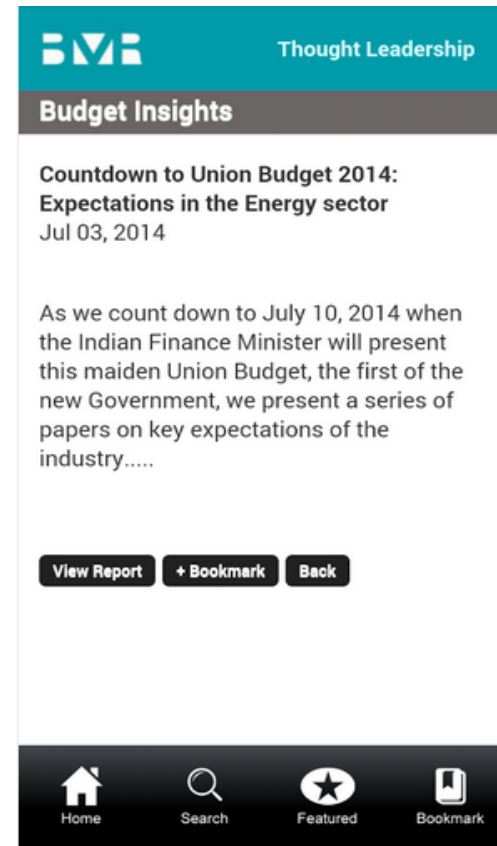 BMR
Thought Leadership
Budget Insights
Countdown to Union Budget 2014:
Expectations in the Energy sector
Jul 03, 2014
As we count down to July 10, 2014 when
the Indian Finance Minister will present
this maiden Union Budget, the first of the
new Government, we present a series of
papers on key expectations of the
industry.....
View Report
+ Bookmark
Back
Home
Search
Featured
Bookmark